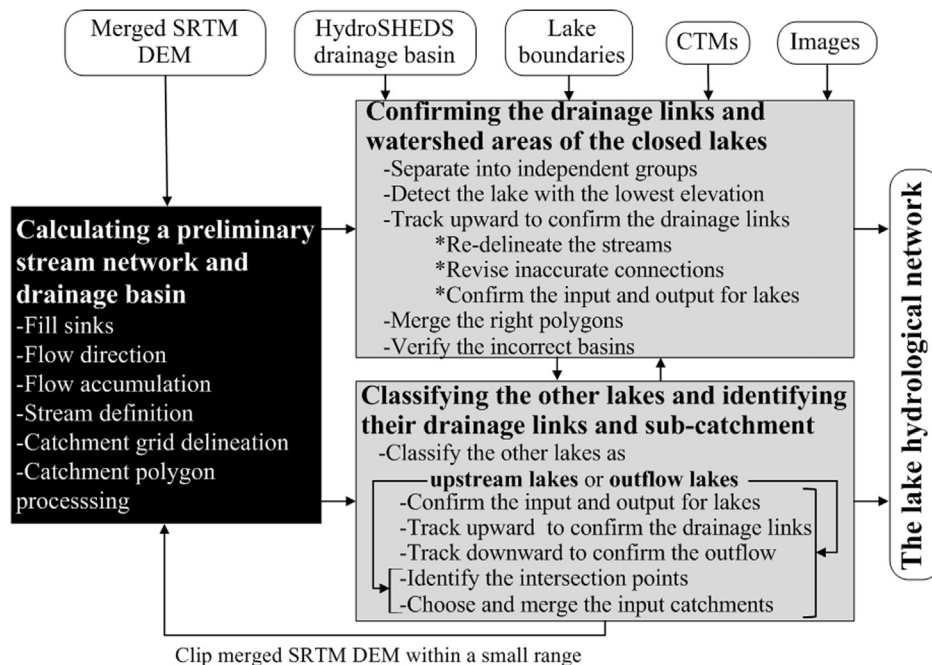 Merged SRTM
DEM
HydroSHEDS
drainage basin
Lake
boundaries
CTMs
Images
Confirming the drainage links and
watershed areas of the closed lakes
-Separate into independent groups
-Detect the lake with the lowest elevation
-Track upward to confirm the drainage links
*Re-delineate the streams
*Revise inaccurate connections
*Confirm the input and output for lakes
-Merge the right polygons
-Verify the incorrect basins
Calculating a preliminary
stream network and
drainage basin
-Fill sinks
-Flow direction
-Flow accumulation
-Stream definition
-Catchment grid delineation
-Catchment polygon
processsing
Classifying the other lakes and identifying
their drainage links and sub-catchment
-Classify the other lakes as
upstream lakes or outflow lakes
-Confirm the input and output for lakes
-Track upward to confirm the drainage links
-Track downward to confirm the outflow
-Identify the intersection points
-Choose and merge the input catchments
The lake hydrological network
Clip merged SRTM DEM within a small range